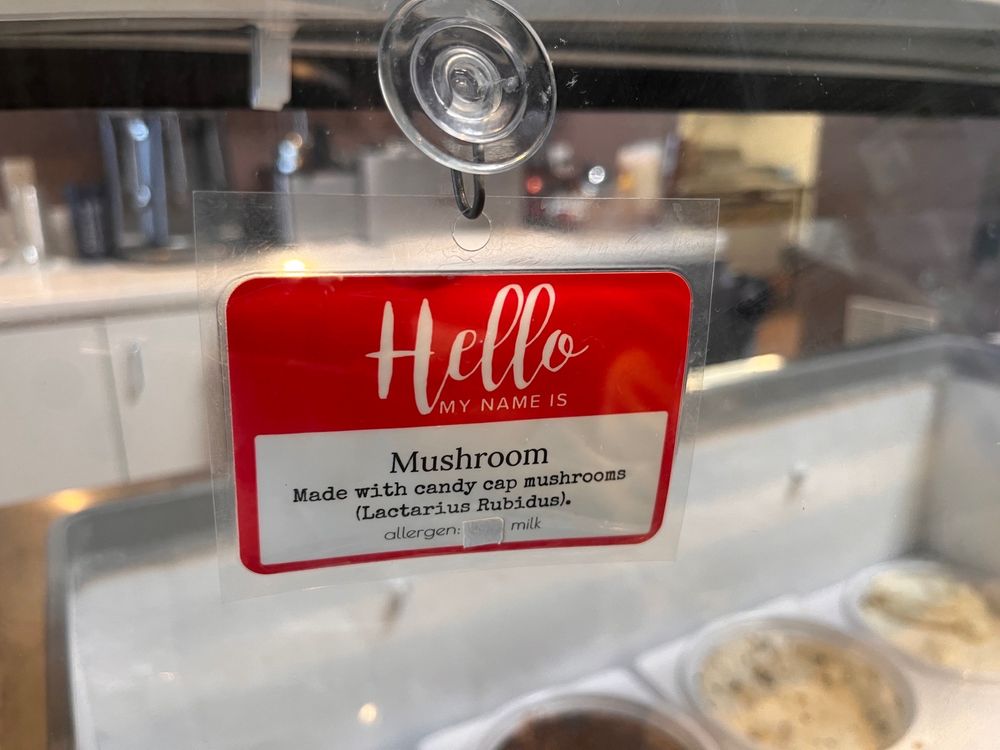 Hello
MY NAME IS
Mushroom
Made with candy cap mushrooms
(Lactarius Rubidus).
allergen: milk